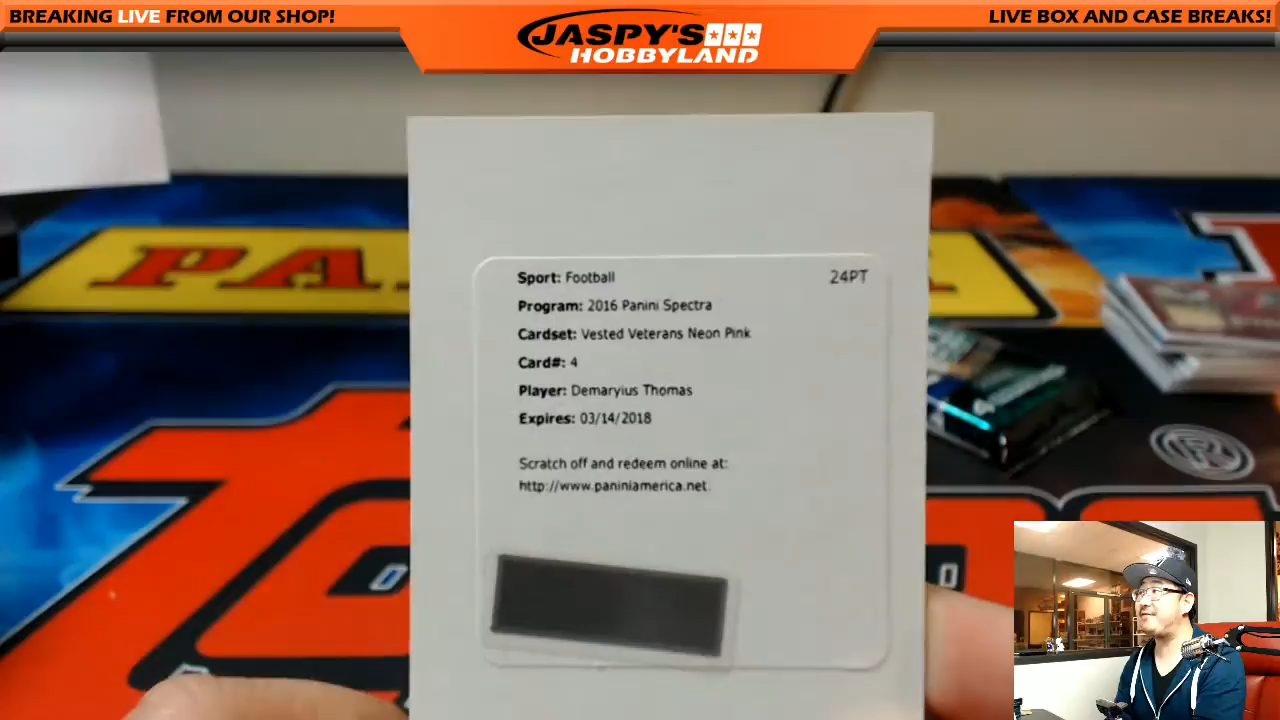 BREAKING LIVE FROM OUR SHOP!
JASPY'S
HOBBYLAND
LIVE BOX AND CASE BREAKS!
Sport: Football 24PT
Program: 2016 Panini Spectra
Cardset: Vested Veterans Neon Pink
Card#: 4
Player: Demaryius Thomas
Expires: 03/14/2018
Scratch off and redeem online at:
http://www.paniniamerica.net.